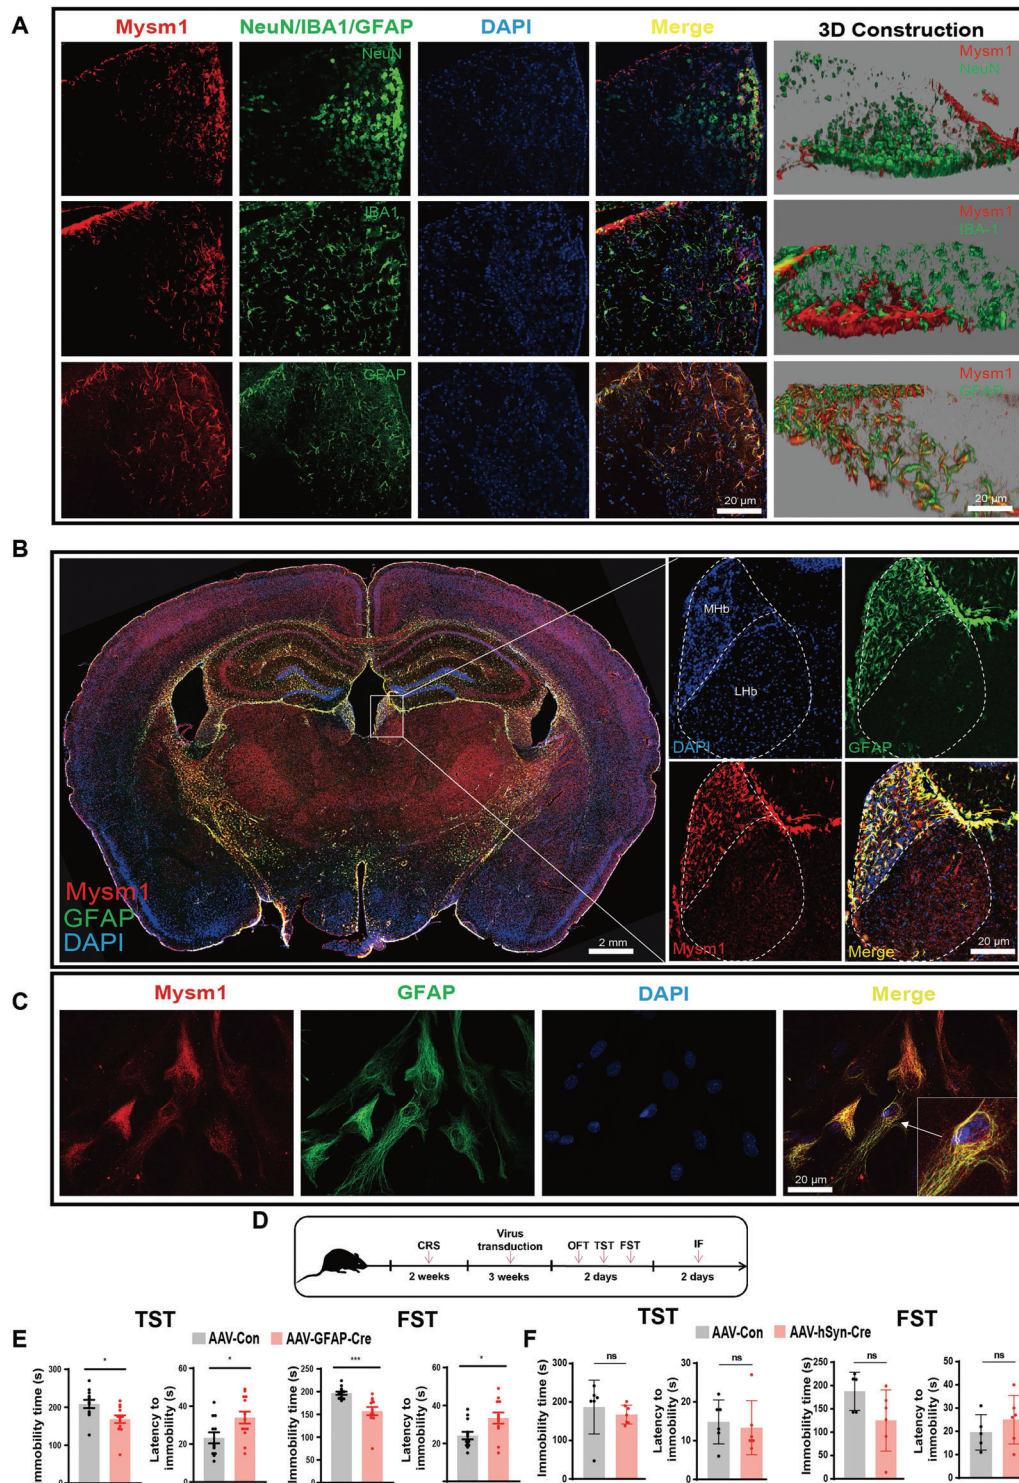 A
Mysm1 NeuN/IBA1/GFAP DAPI Merge 3D Construction
NeuN
Mysm1
NeuN
IBA1
Mysm1
IBA-1
GFAP
Mysm1
GFAP
20 µm
20 µm
B
Mysm1
GFAP
DAPI
2 mm
MHb
LHb
DAPI
GFAP
Mysm1
Merge
20 µm
C
Mysm1 GFAP DAPI Merge
20 µm
D
CRS
Virus
transduction
OFT TST FST
IF
2 weeks 3 weeks 2 days 2 days
E
TST FST
AAV-Con AAV-GFAP-Cre
Immobility time (s)
300
200
100
*
Latency to
immobility (s)
60
40
20
*
Immobility time (s)
300
200
100
0
***
Latency to
immobility (s)
60
40
20
*
F
TST FST
AAV-Con AAV-hSyn-Cre
Immobility time (s)
300
200
100
0
ns
Latency to
immobility (s)
30
20
10
0
ns
Immobility time (s)
250
200
150
100
50
0
ns
Latency to
immobility (s)
50
40
30
20
10
0
ns